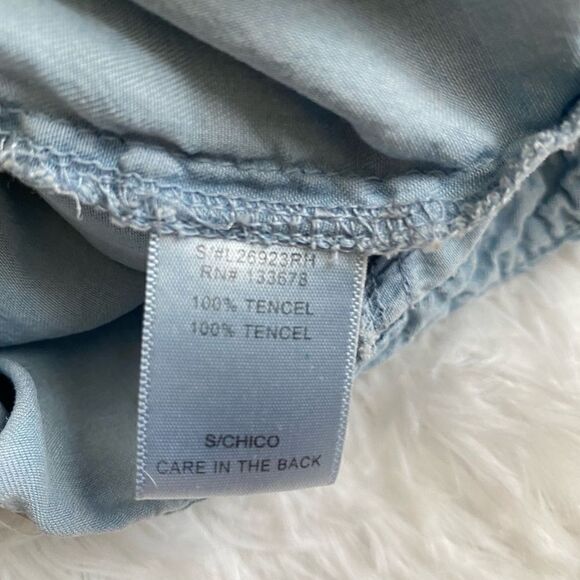 S#L26923RH
RN# 133678
100% TENCEL
100% TENCEL
S/CHICO
CARE IN THE BACK